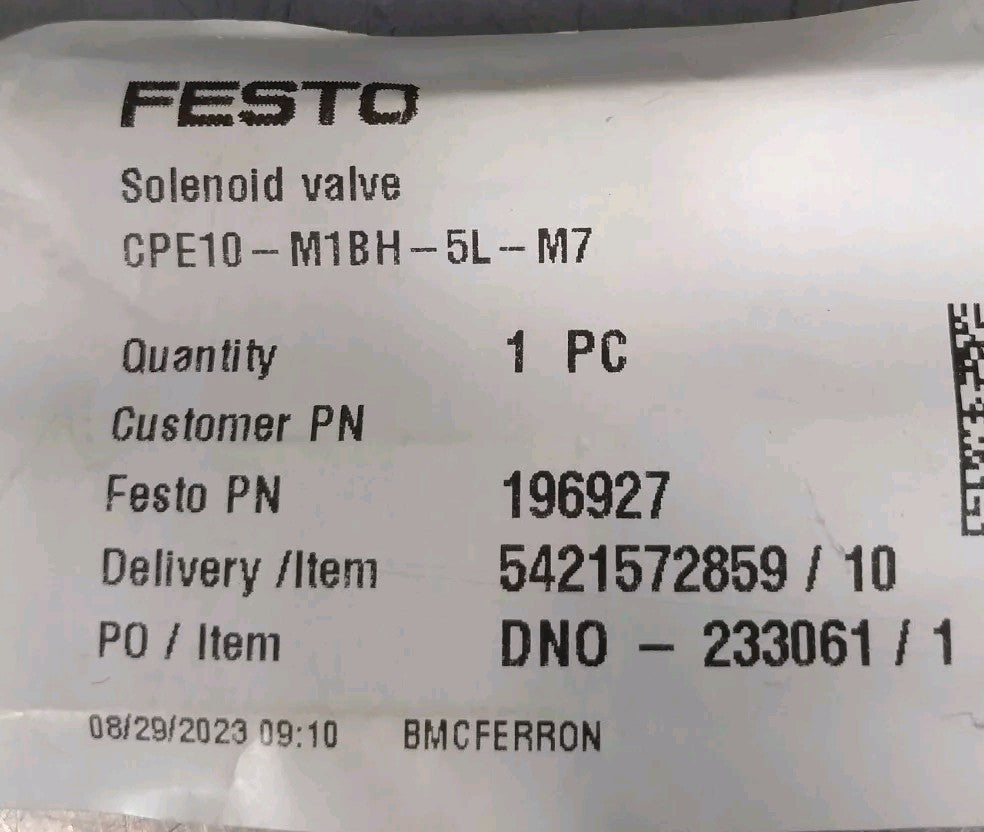 FESTO
Solenoid valve
CPE10-M1BH-5L-M7
Quantity 1 PC
Customer PN
Festo PN 196927
Delivery /Item 5421572859 / 10
PO / Item DNO - 233061 / 1
08/29/2023 09:10 BMCFERRON